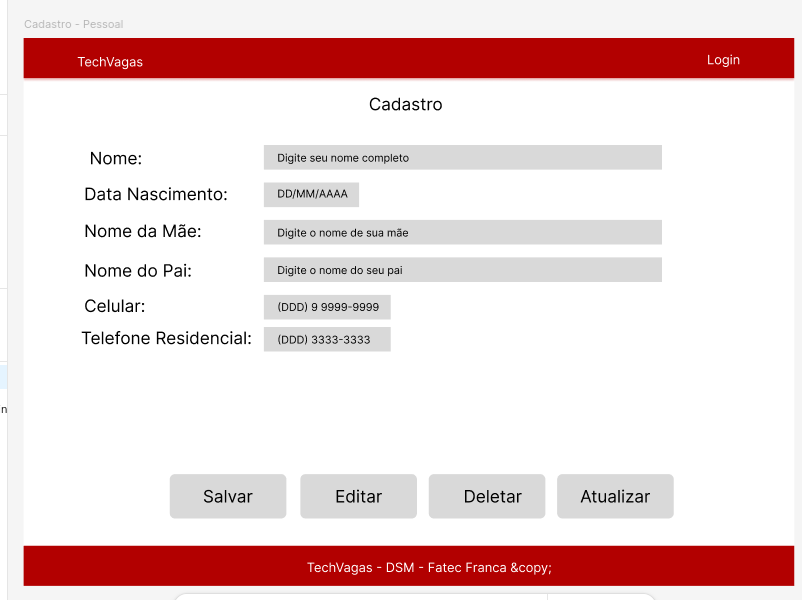 Cadastro - Pessoal
TechVagas
Login
Cadastro
Nome:
Digite seu nome completo
Data Nascimento:
DD/MM/AAAA
Nome da Mãe:
Digite o nome de sua mãe
Nome do Pai:
Digite o nome do seu pai
Celular:
(DDD) 9 9999-9999
Telefone Residencial:
(DDD) 3333-3333
n
Salvar
Editar
Deletar
Atualizar
TechVagas - DSM - Fatec Franca &copy;